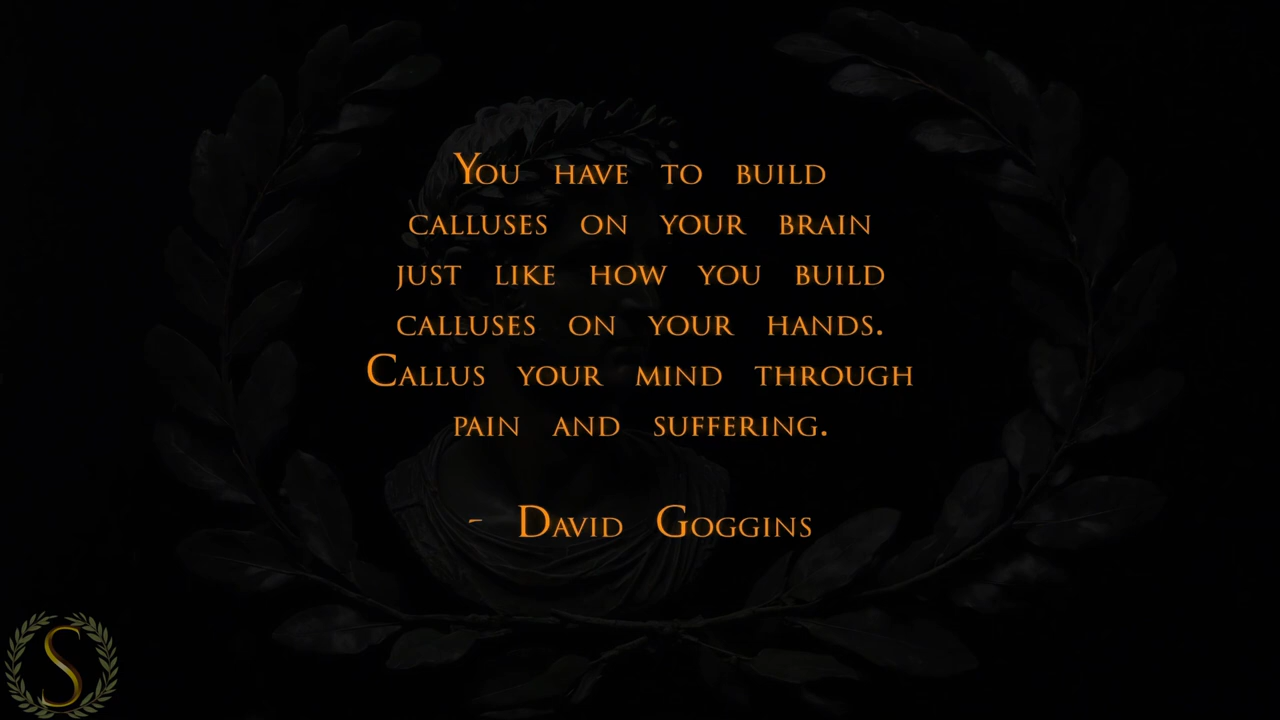 You have to build
calluses on your brain
just like how you build
calluses on your hands.
Callus your mind through
pain and suffering.
- David Goggins
S